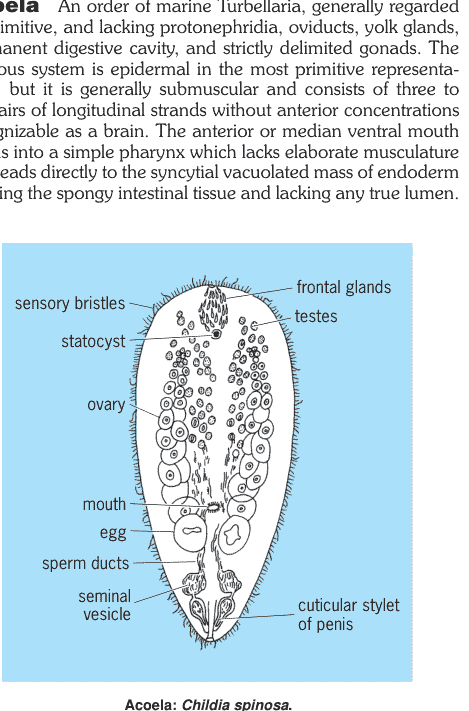 oela An order of marine Turbellaria, generally regarded
imitive, and lacking protonephridia, oviducts, yolk glands,
manent digestive cavity, and strictly delimited gonads. The
ous system is epidermal in the most primitive representa-
but it is generally submuscular and consists of three to
airs of longitudinal strands without anterior concentrations
gnizable as a brain. The anterior or median ventral mouth
s into a simple pharynx which lacks elaborate musculature
eads directly to the syncytial vacuolated mass of endoderm
ing the spongy intestinal tissue and lacking any true lumen.
frontal glands
sensory bristles
testes
statocyst
ovary
mouth
egg
sperm ducts
seminal
vesicle
cuticular stylet
of penis
Acoela: Childia spinosa.